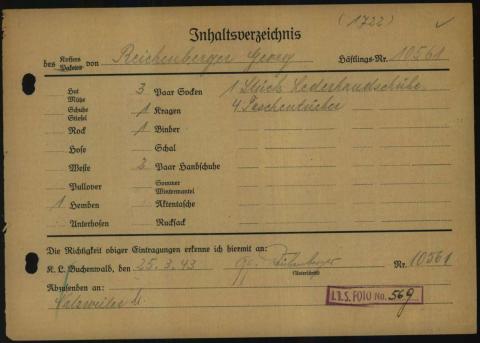 (1722)
Inhaltsverzeichnis
des Koffers Paketes von Reichenberger Georg Häftlings-Nr. 10561
Hut 3 Paar Socken 1 Stück Lederhandschuhe
Mütze 4 Taschentücher
Schuhe 1 Kragen
Stiefel
Rock 1 Binder
Hose Schal
Weste 2 Paar Handschuhe
Pullover Sommer
Wintermantel
1 Hemden Aktentasche
Unterhosen Rucksack
Die Richtigkeit obiger Eintragungen erkenne ich hiermit an:
K. L. Buchenwald, den 25.3.43 Nr. 10561
(Unterschrift)
Abzusenden an:
I.T.S. FOTO No. 569